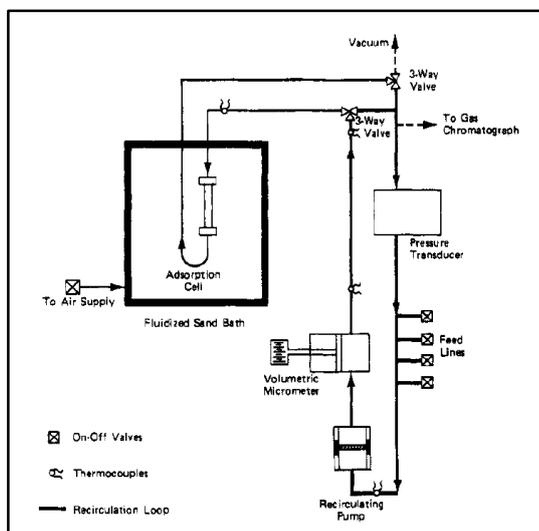 Vacuum
3-Way
Valve
3-Way
Valve
To Gas
Chromatograph
Pressure
Transducer
Adsorption
Cell
To Air Supply
Fluidized Sand Bath
Feed
Lines
Volumetric
Micrometer
On-Off Valves
Thermocouples
Recirculating
Pump
Recirculation Loop